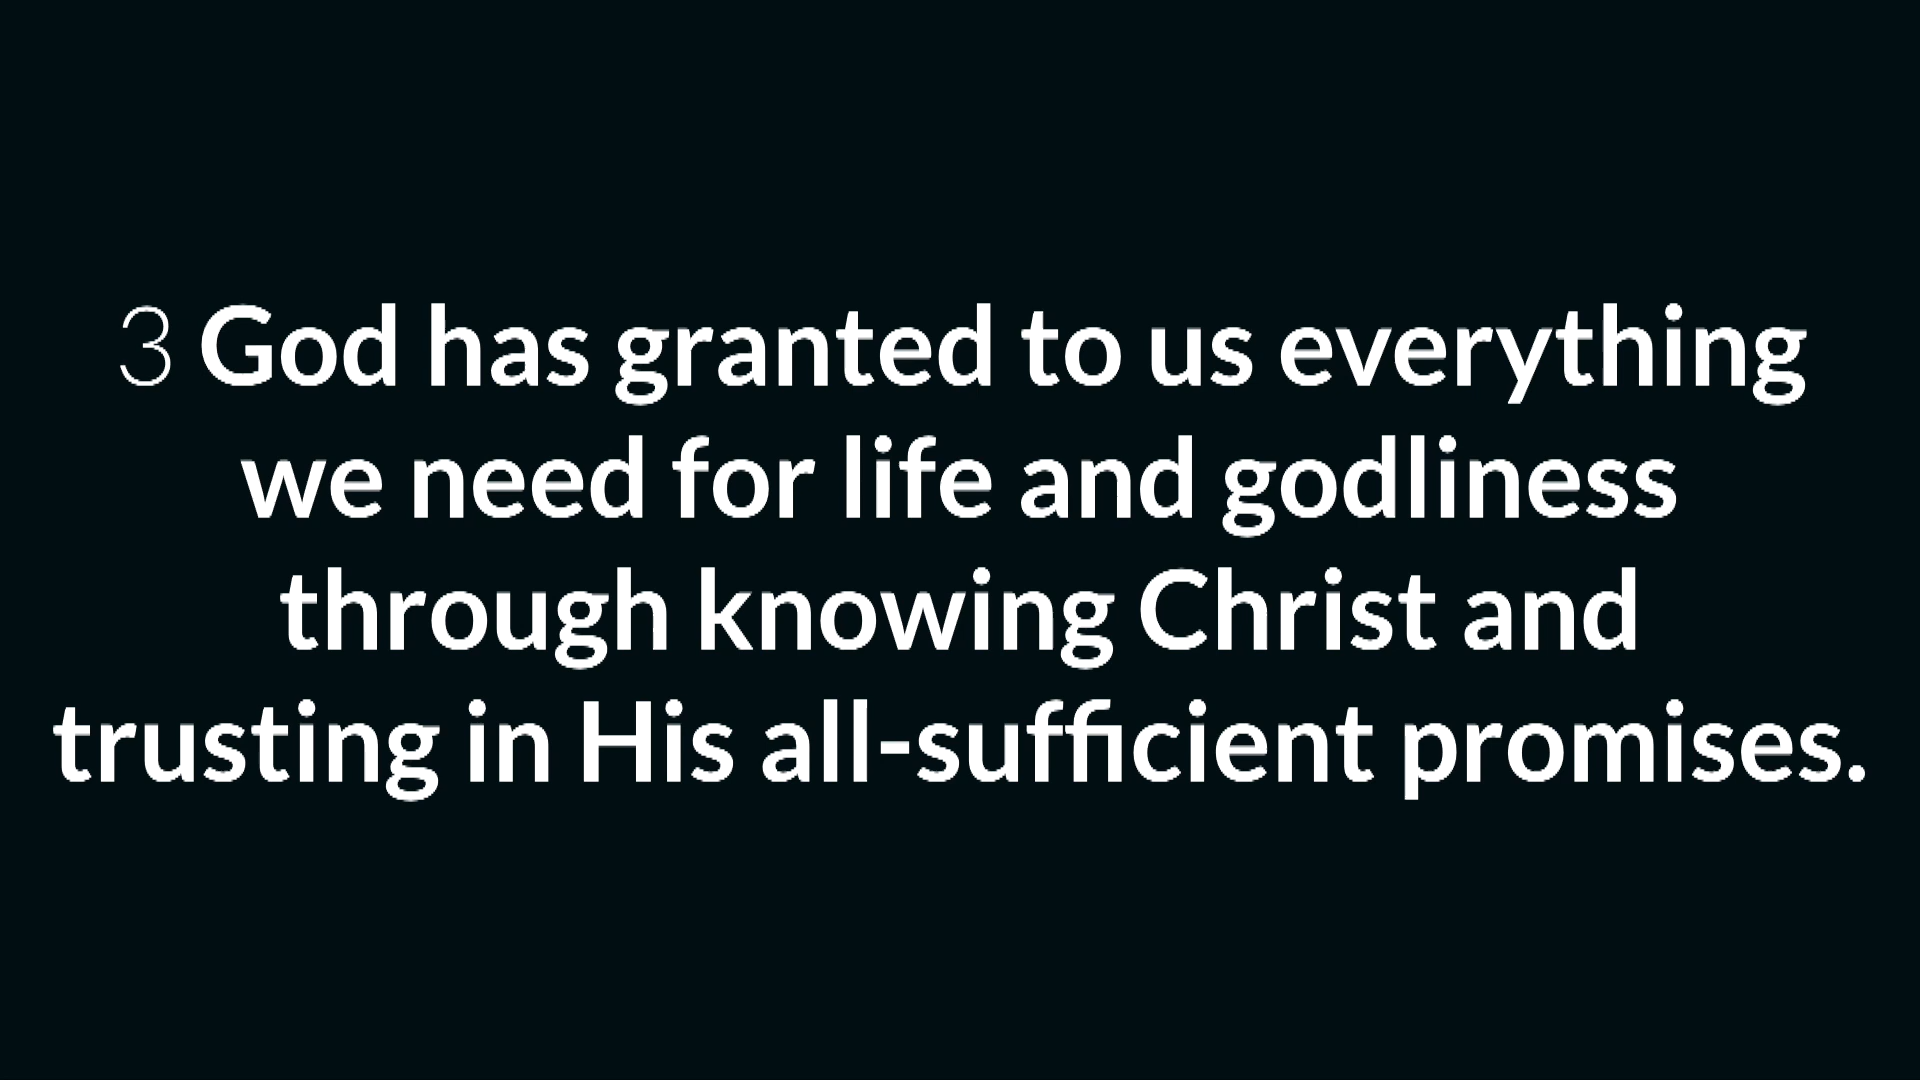 3 God has granted to us everything
we need for life and godliness
through knowing Christ and
trusting in His all-sufficient promises.